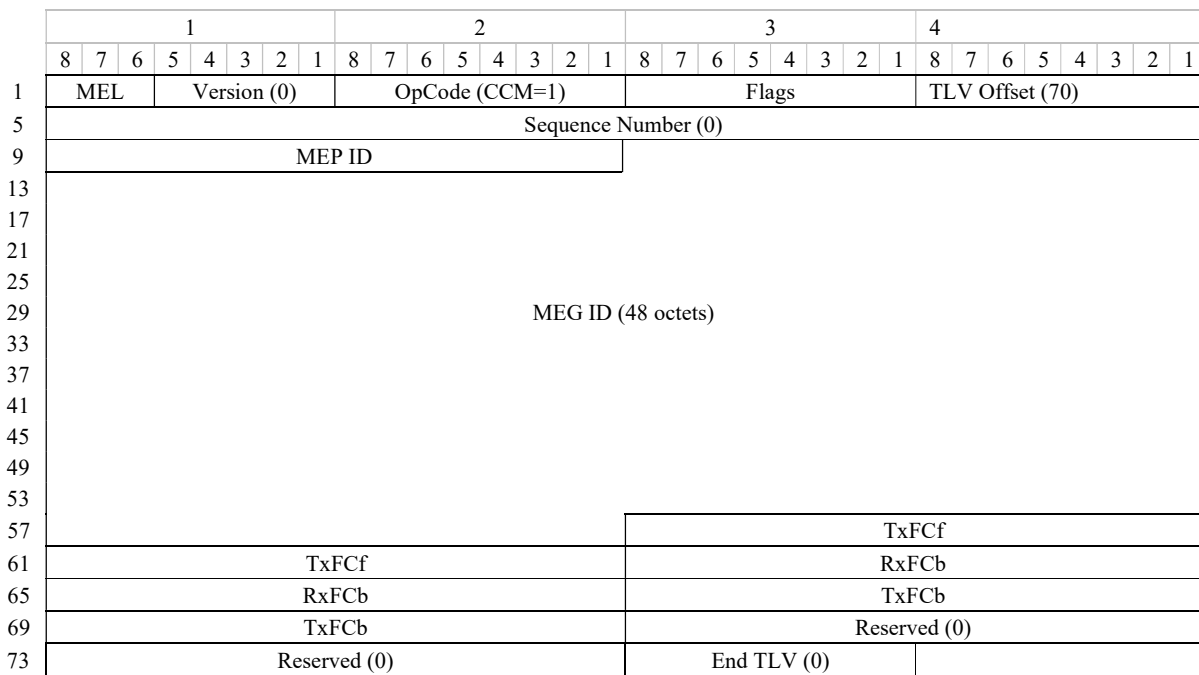 1 2 3 4
8 7 6 5 4 3 2 1 8 7 6 5 4 3 2 1 8 7 6 5 4 3 2 1 8 7 6 5 4 3 2 1
1 MEL Version (0) OpCode (CCM=1) Flags TLV Offset (70)
5 Sequence Number (0)
9 MEP ID
13
17
21
25
29 MEG ID (48 octets)
33
37
41
45
49
53
57 TxFCf
61 TxFCf RxFCb
65 RxFCb TxFCb
69 TxFCb Reserved (0)
73 Reserved (0) End TLV (0)